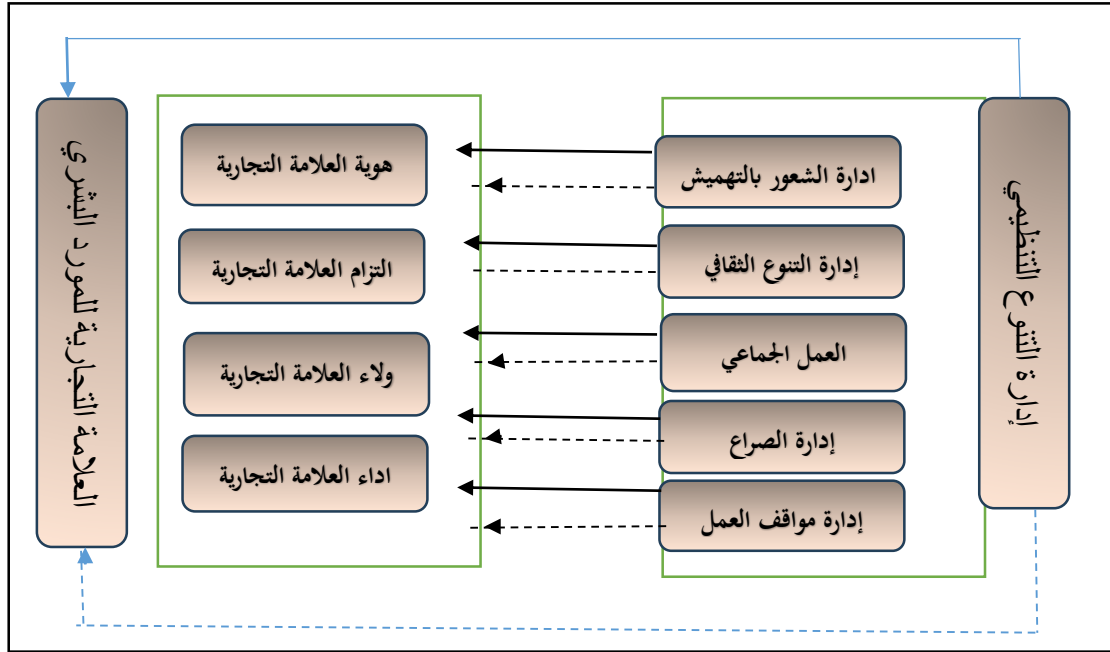 إدارة التنوع التنظيمي
ادارة الشعور بالتهميش
إدارة التنوع الثقافي
العمل الجماعي
إدارة الصراع
إدارة مواقف العمل
هوية العلامة التجارية
التزام العلامة التجارية
ولاء العلامة التجارية
اداء العلامة التجارية
العلامة التجارية للمورد البشري